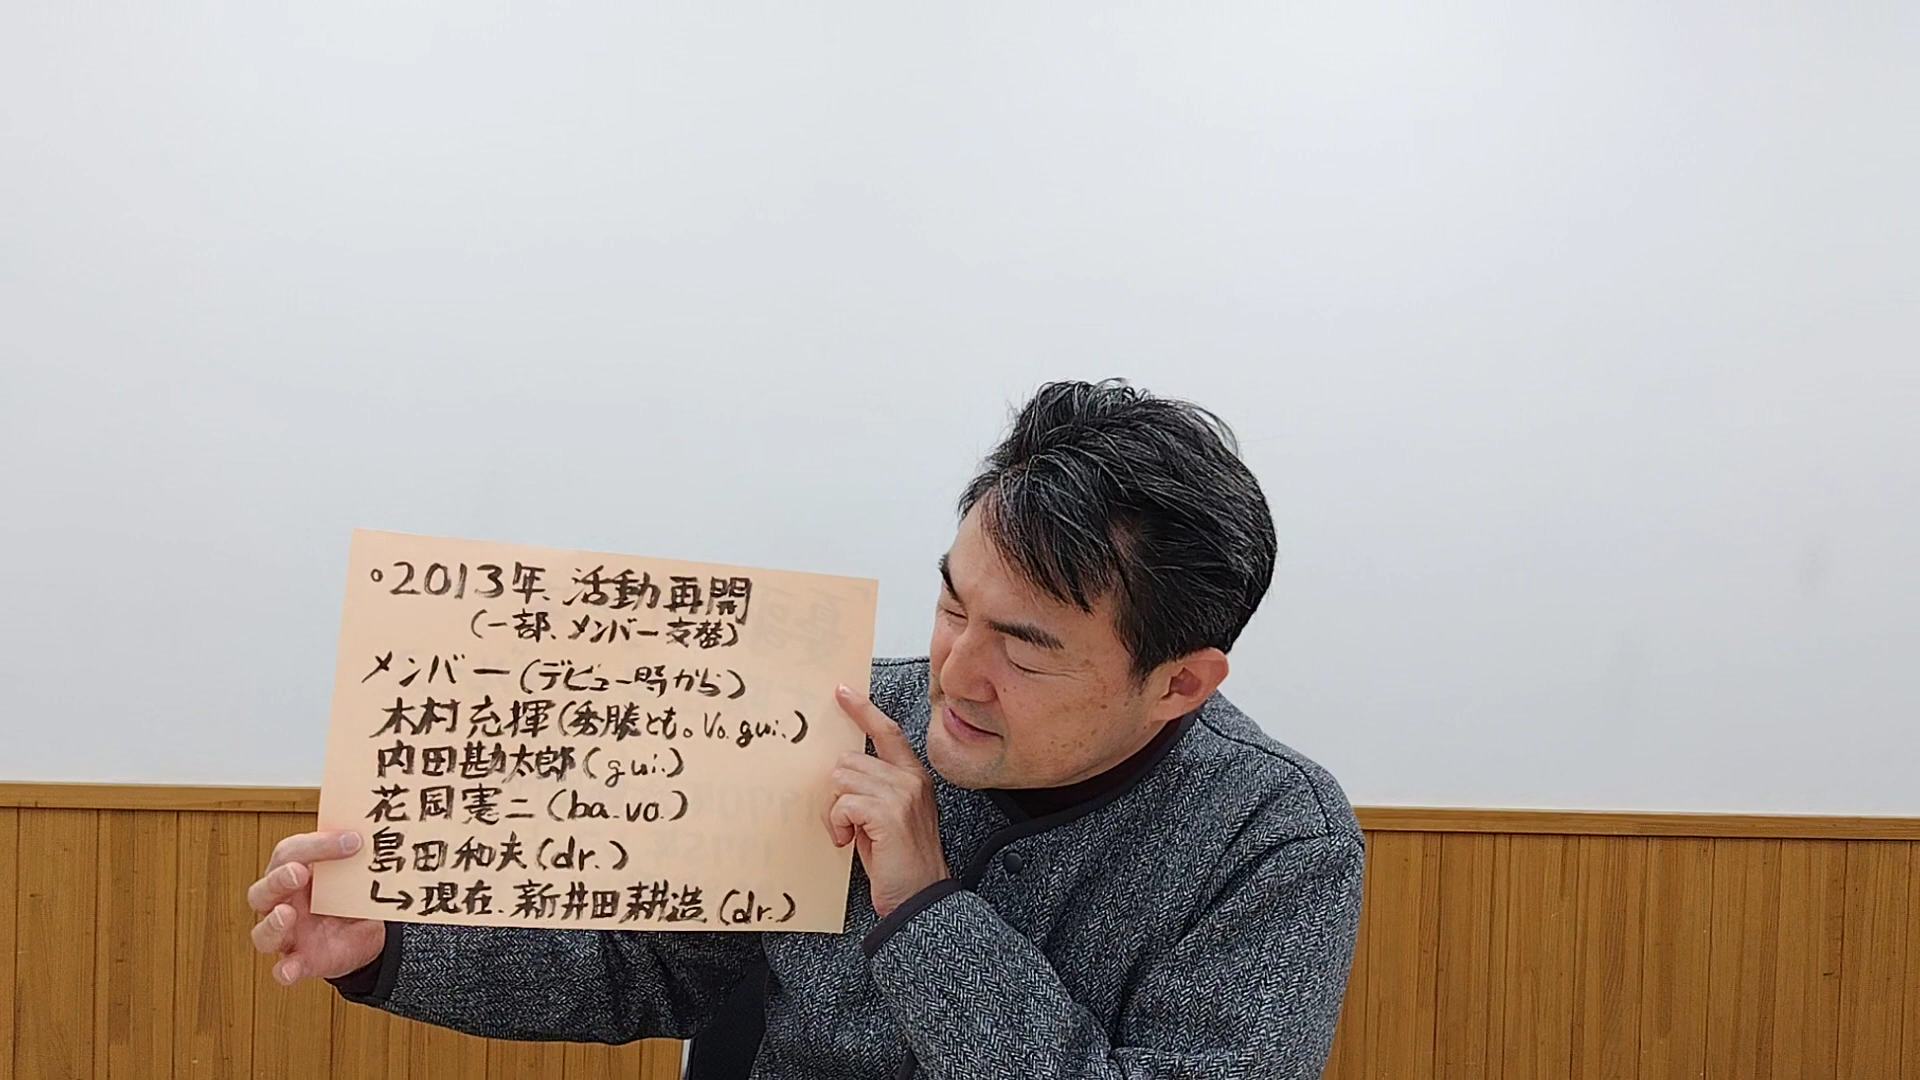 •2013年、活動再開
(一部、メンバー交替)
メンバー(デビュー時から)
木村充揮(秀勝とも。Vo.gui.)
内田勘太郎(gui.)
花岡憲二(ba.vo.)
島田和夫(dr.)
↳現在、新井田耕造(dr.)